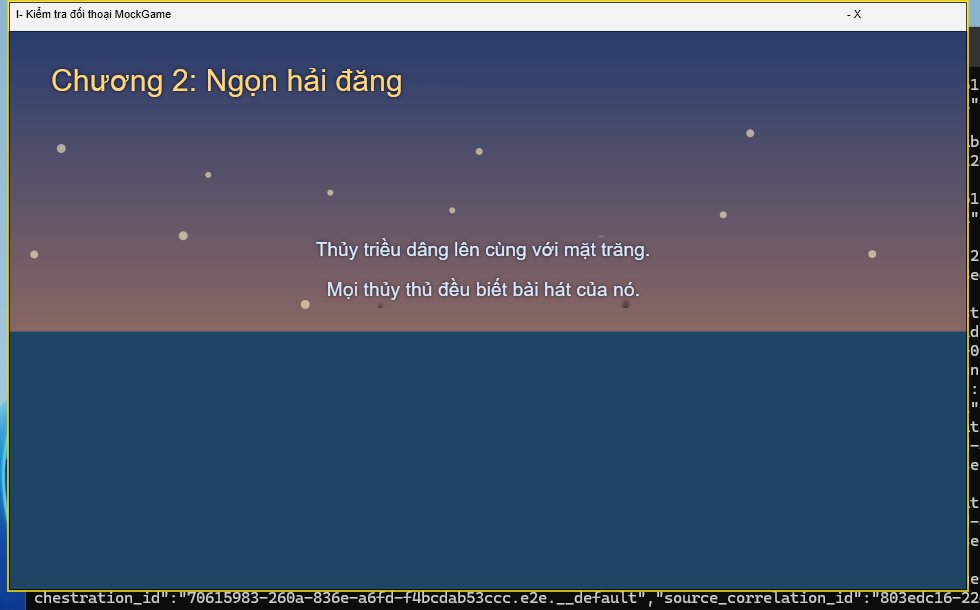 I- Kiểm tra đối thoại MockGame
- X
Chương 2: Ngọn hải đăng
Thủy triều dâng lên cùng với mặt trăng.
Mọi thủy thủ đều biết bài hát của nó.
chestration_id":"70615983-260a-836e-a6fd-f4bcdab53ccc.e2e.__default","source_correlation_id":"803edc16-2